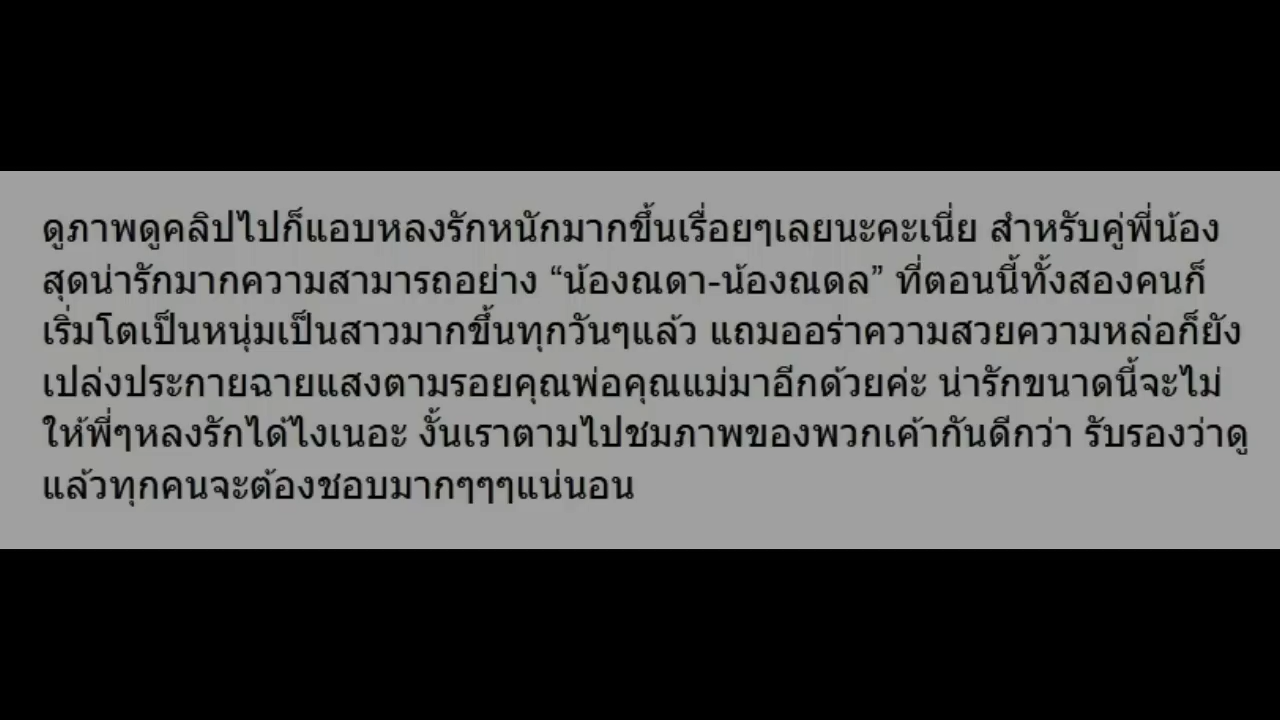 ดูภาพดูคลิปไปก็แอบหลงรักหนักมากขึ้นเรื่อยๆเลยนะคะเนี่ย สำหรับคู่พี่น้อง
สุดน่ารักมากความสามารถอย่าง “น้องณดา-น้องณดล” ที่ตอนนี้ทั้งสองคนก็
เริ่มโตเป็นหนุ่มเป็นสาวมากขึ้นทุกวันๆแล้ว แถมออร่าความสวยความหล่อก็ยัง
เปล่งประกายฉายแสงตามรอยคุณพ่อคุณแม่มาอีกด้วยค่ะ น่ารักขนาดนี้จะไม่
ให้พี่ๆหลงรักได้ไงเนอะ งั้นเราตามไปชมภาพของพวกเค้ากันดีกว่า รับรองว่าดู
แล้วทุกคนจะต้องชอบมากๆๆๆแน่นอน